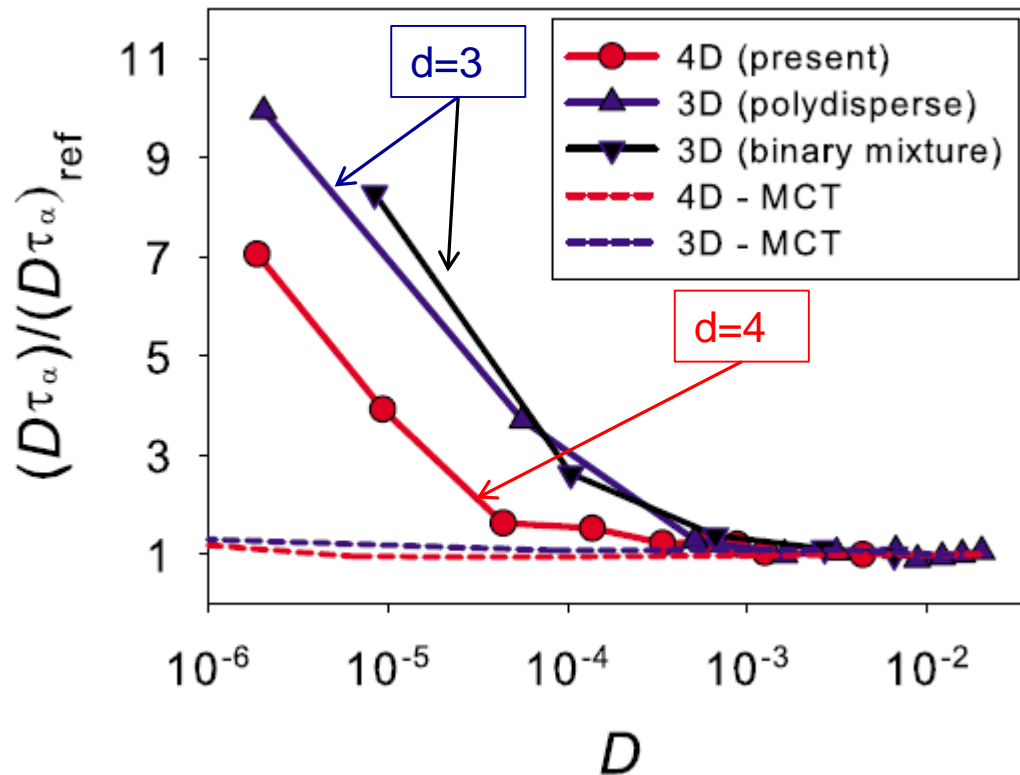 11
9
7
5
3
1
(Dτα)/(Dτα)ref
d=3
d=4
4D (present)
3D (polydisperse)
3D (binary mixture)
4D - MCT
3D - MCT
10-6
10-5
10-4
10-3
10-2
D